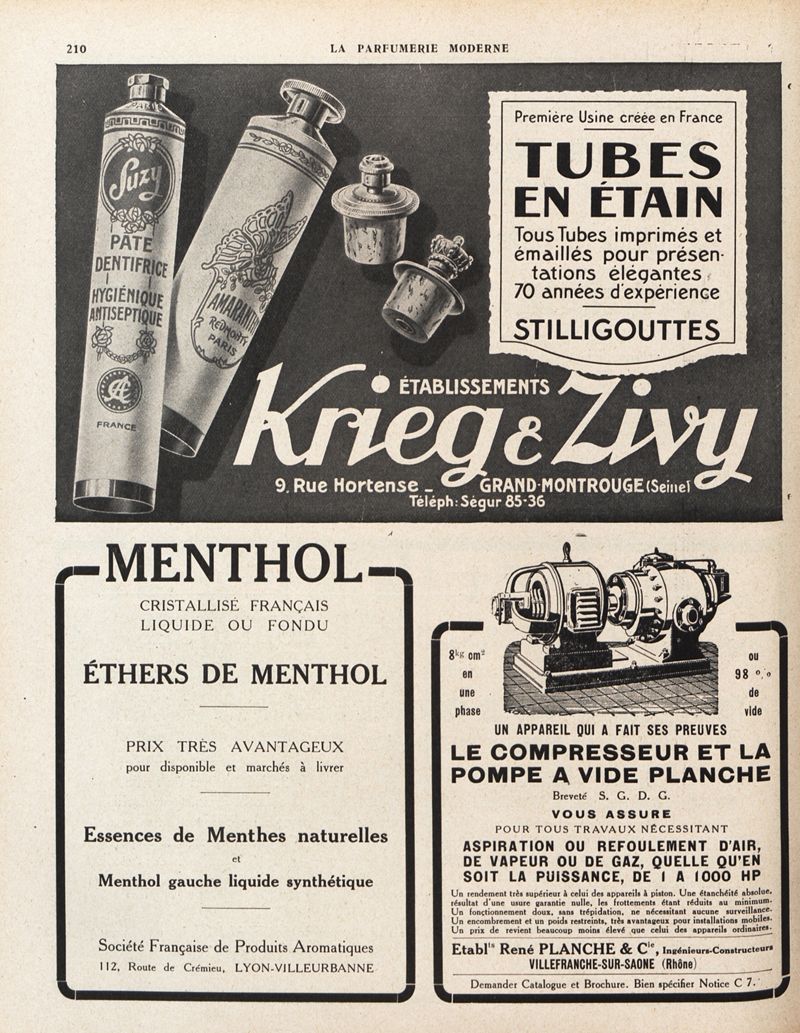 210
LA PARFUMERIE MODERNE
Suzy
PÂTE
DENTIFRICE
HYGIÉNIQUE
ANTISEPTIQUE
FRANCE
REDMONT
PARIS
Première Usine créée en France
TUBES
EN ÉTAIN
Tous Tubes imprimés et
émaillés pour présen-
tations élégantes
70 années d'expérience
STILLIGOUTTES
ÉTABLISSEMENTS
Krieg & Zivy
9, Rue Hortense _ GRAND-MONTROUGE (Seine)
Téléph: Ségur 85-36
MENTHOL
CRISTALLISÉ FRANÇAIS
LIQUIDE OU FONDU
ÉTHERS DE MENTHOL
PRIX TRÈS AVANTAGEUX
pour disponible et marchés à livrer
Essences de Menthes naturelles
et
Menthol gauche liquide synthétique
Société Française de Produits Aromatiques
112, Route de Crémieu, LYON-VILLEURBANNE
8kg cm²
en
une
phase
ou
98 %
de
vide
UN APPAREIL QUI A FAIT SES PREUVES
LE COMPRESSEUR ET LA
POMPE A VIDE PLANCHE
Breveté S. G. D. G.
VOUS ASSURE
POUR TOUS TRAVAUX NÉCESSITANT
ASPIRATION OU REFOULEMENT D'AIR,
DE VAPEUR OU DE GAZ, QUELLE QU'EN
SOIT LA PUISSANCE, DE 1 A 1000 HP
Un rendement très supérieur à celui des appareils à piston. Une étanchéité absolue,
résultat d'une usure garantie nulle, les frottements étant réduits au minimum.
Un fonctionnement doux, sans trépidation, ne nécessitant aucune surveillance.
Un encombrement et un poids restreints, très avantageux pour installations mobiles.
Un prix de revient beaucoup moins élevé que celui des appareils ordinaires.
Etabl^ts René PLANCHE & C^ie, Ingénieurs-Constructeurs
VILLEFRANCHE-SUR-SAONE (Rhône)
Demander Catalogue et Brochure. Bien spécifier Notice C 7.